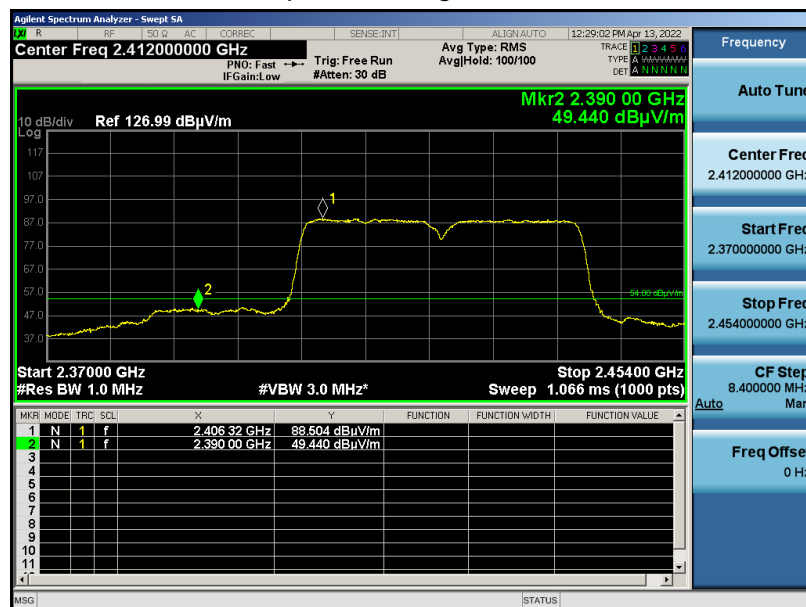 Agilent Spectrum Analyzer - Swept SA
LXI R RF 50 Ω AC CORREC SENSE:INT ALIGN AUTO 12:29:02 PM Apr 13, 2022
Center Freq 2.412000000 GHz
PNO: Fast
IFGain:Low
Trig: Free Run
#Atten: 30 dB
Avg Type: RMS
Avg|Hold: 100/100
TRACE 1 2 3 4 5 6
TYPE A WWWWW
DET A N N N N N
Mkr2 2.390 00 GHz
49.440 dBµV/m
10 dB/div Ref 126.99 dBµV/m
Log
117
107
97.0
87.0
77.0
67.0
57.0
47.0
37.0
1
2
54.00 dBµV/m
Start 2.37000 GHz Stop 2.45400 GHz
#Res BW 1.0 MHz #VBW 3.0 MHz* Sweep 1.066 ms (1000 pts)
MKR MODE TRC SCL X Y FUNCTION FUNCTION WIDTH FUNCTION VALUE
1 N 1 f 2.406 32 GHz 88.504 dBµV/m
2 N 1 f 2.390 00 GHz 49.440 dBµV/m
3
4
5
6
7
8
9
10
11
MSG STATUS
Frequency
Auto Tune
Center Freq
2.412000000 GHz
Start Freq
2.370000000 GHz
Stop Freq
2.454000000 GHz
CF Step
8.400000 MHz
Auto Man
Freq Offset
0 Hz